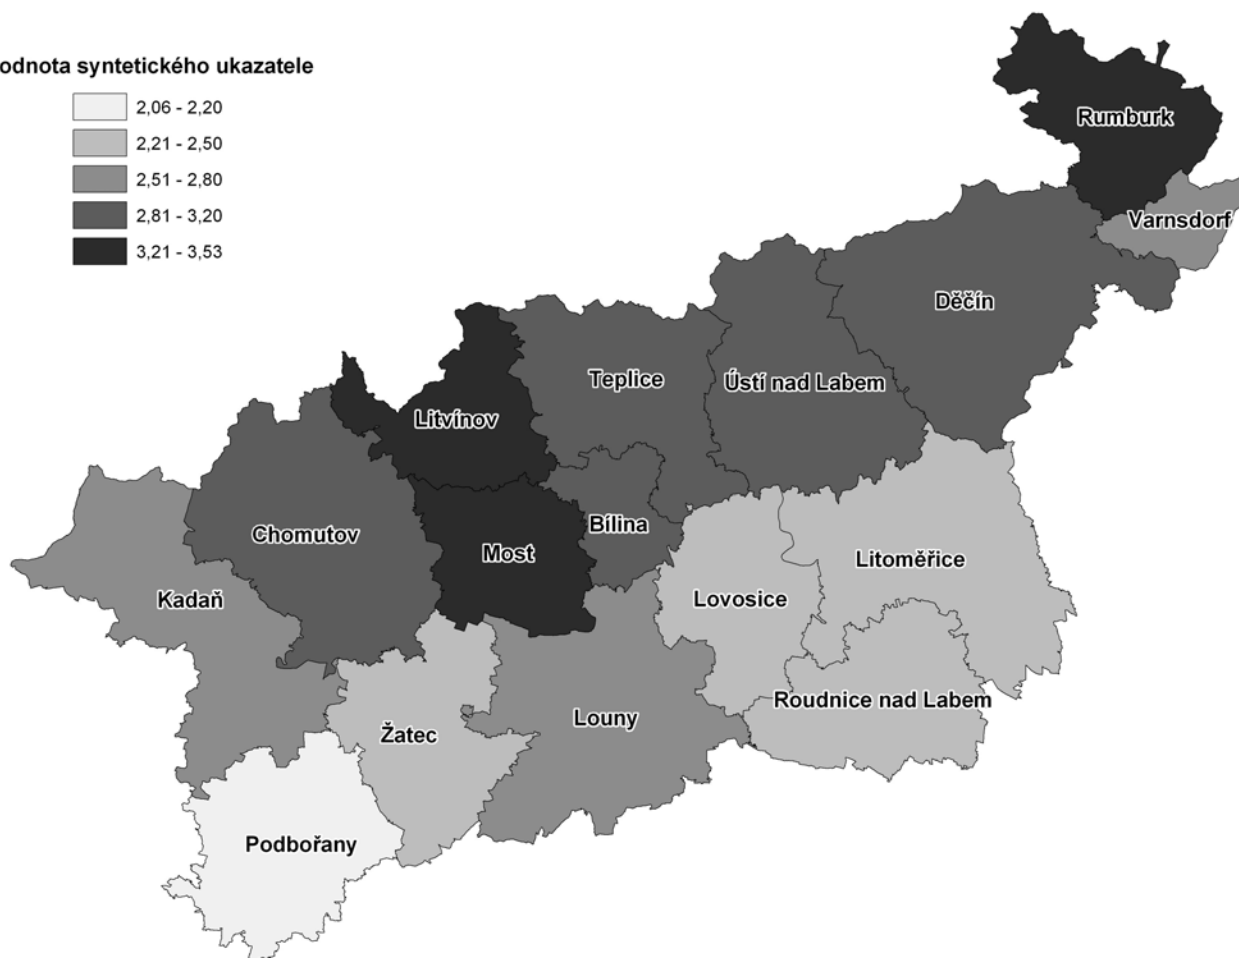 odnota syntetického ukazatele
2,06 - 2,20
2,21 - 2,50
2,51 - 2,80
2,81 - 3,20
3,21 - 3,53
Rumburk
Varnsdorf
Děčín
Teplice
Ústí nad Labem
Litvínov
Chomutov
Most
Bílina
Litoměřice
Kadaň
Lovosice
Roudnice nad Labem
Louny
Žatec
Podbořany